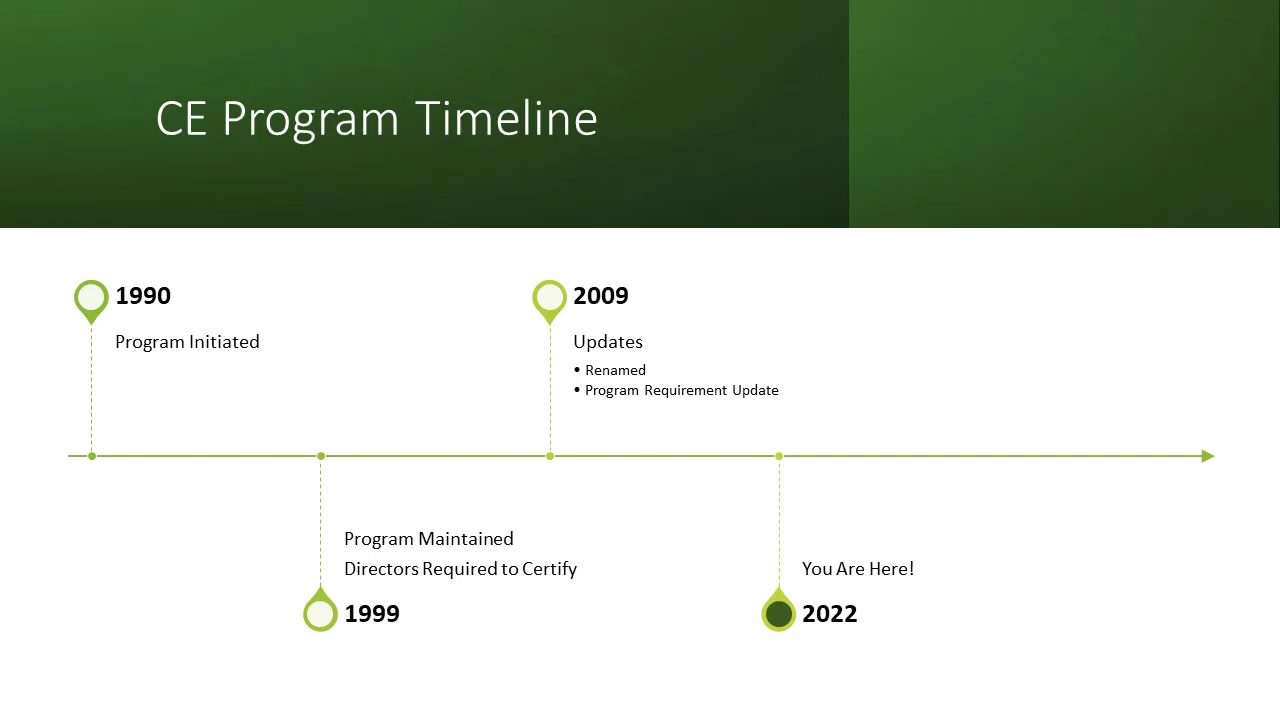 CE Program Timeline
1990
Program Initiated
2009
Updates
• Renamed
• Program Requirement Update
Program Maintained
Directors Required to Certify
1999
You Are Here!
2022